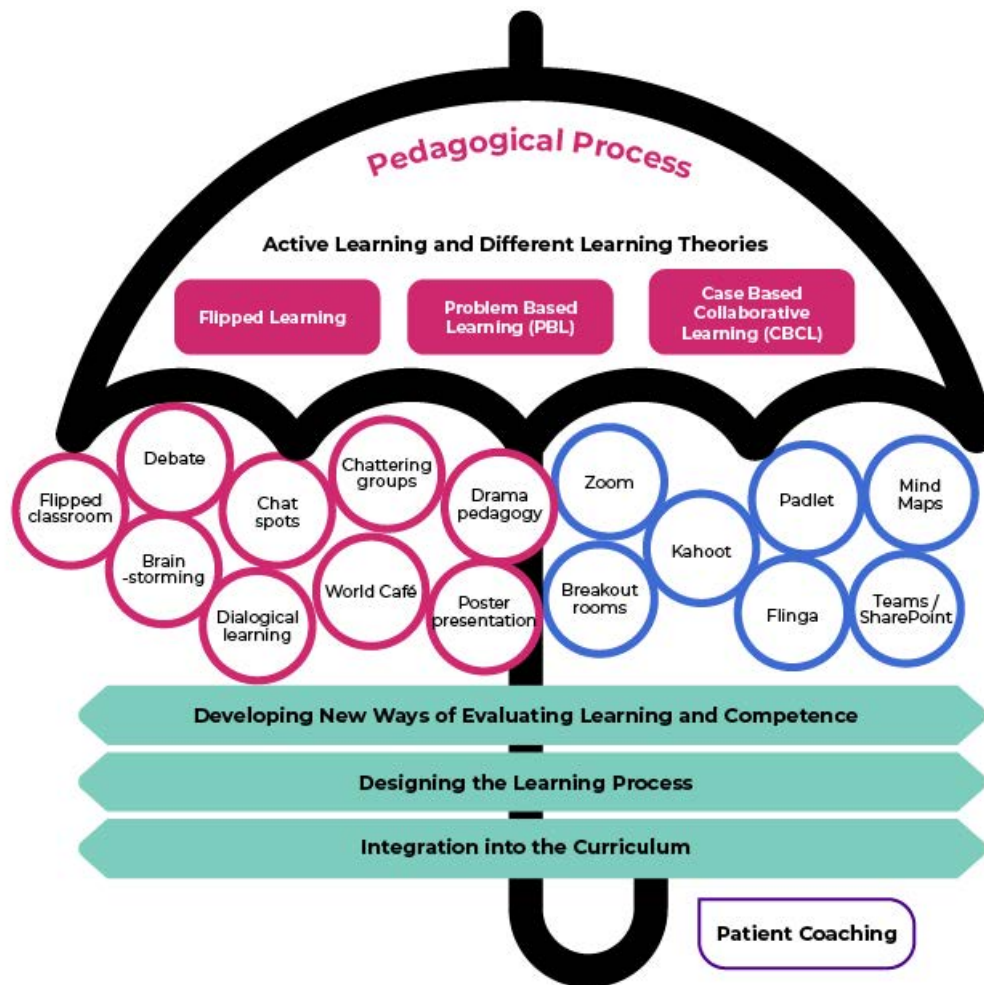 Pedagogical Process
Active Learning and Different Learning Theories
Flipped Learning
Problem Based
Learning (PBL)
Case Based
Collaborative
Learning (CBCL)
Flipped
classroom
Debate
Brain
-storming
Chat
spots
Dialogical
learning
Chattering
groups
World Café
Drama
pedagogy
Poster
presentation
Zoom
Breakout
rooms
Kahoot
Padlet
Flinga
Mind
Maps
Teams /
SharePoint
Developing New Ways of Evaluating Learning and Competence
Designing the Learning Process
Integration into the Curriculum
Patient Coaching